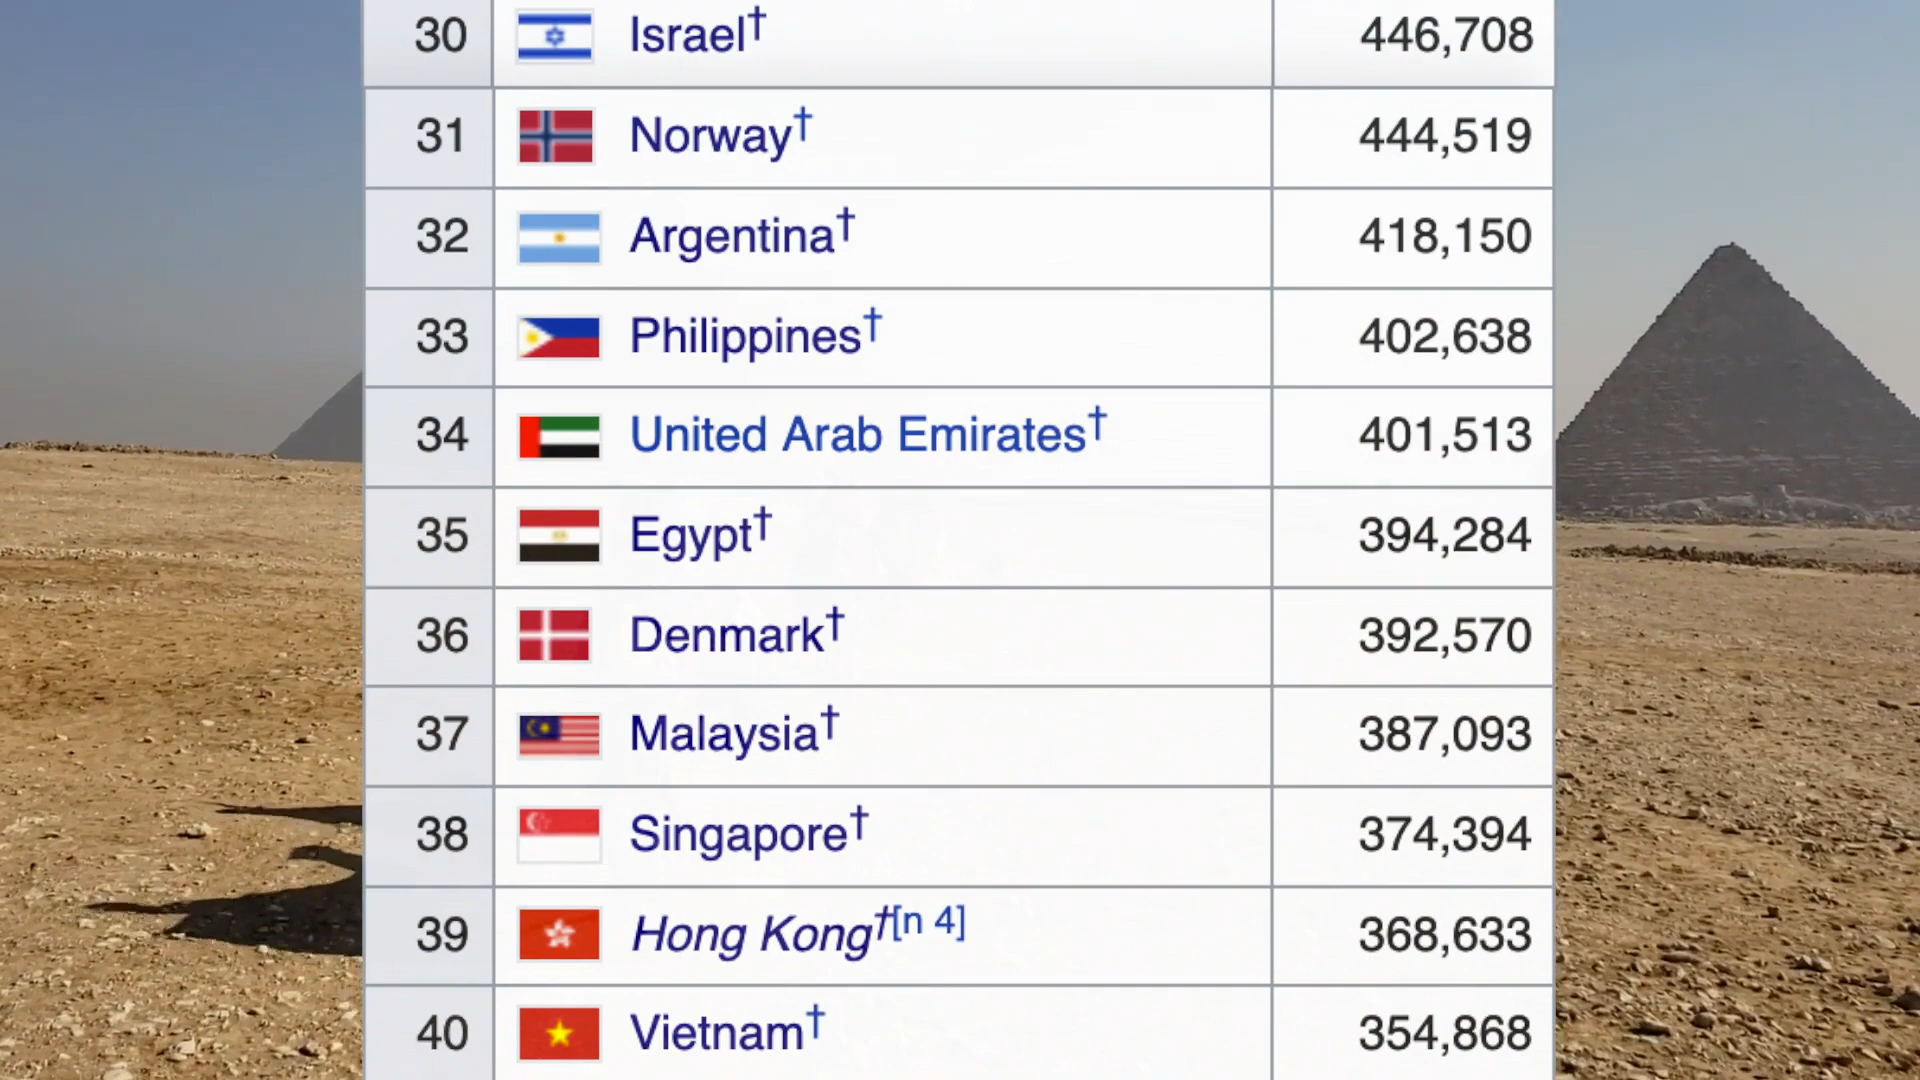 30 Israel† 446,708
31 Norway† 444,519
32 Argentina† 418,150
33 Philippines† 402,638
34 United Arab Emirates† 401,513
35 Egypt† 394,284
36 Denmark† 392,570
37 Malaysia† 387,093
38 Singapore† 374,394
39 Hong Kong†[n 4] 368,633
40 Vietnam† 354,868